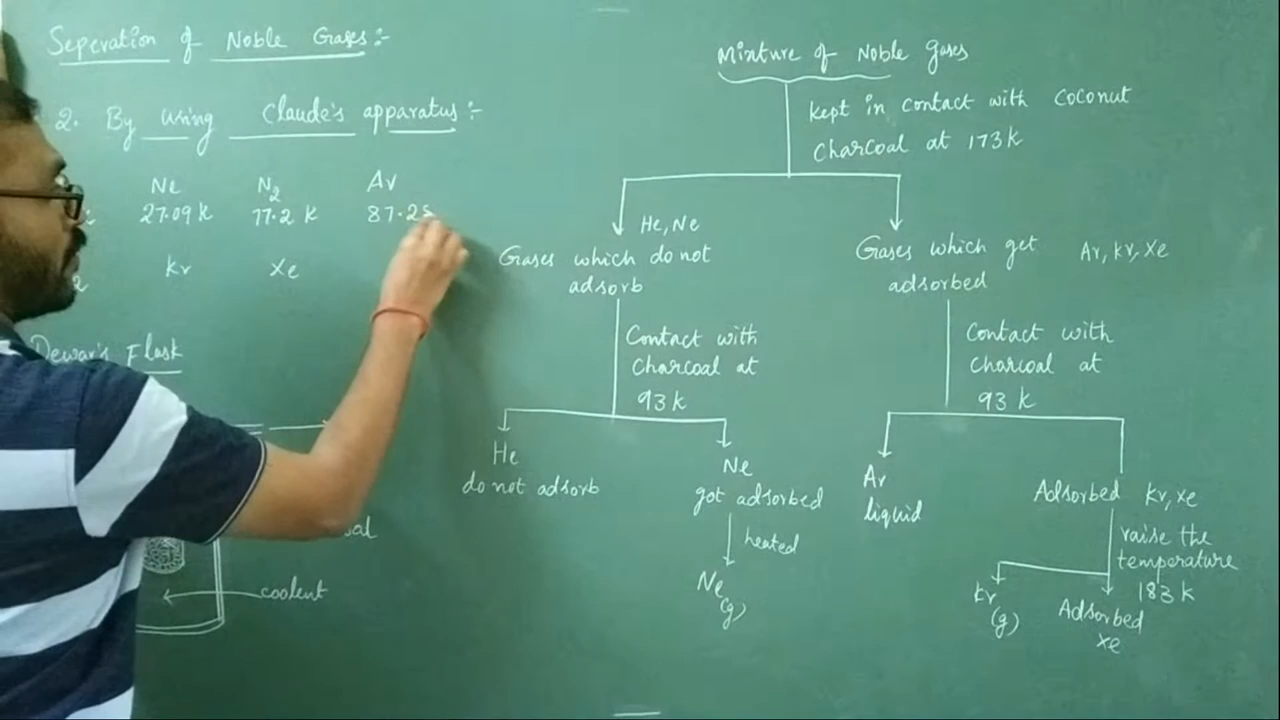 Seperation of Noble Gases:-
2. By using Claude's apparatus:-
Ne N2 Ar
27.09 K 77.2 K 87.2
Kr Xe
Dewar's Flask
coolent
Mixture of Noble gases
kept in contact with coconut
charcoal at 173 K
He, Ne
Gases which do not
adsorb
Gases which get
adsorbed
Ar, Kr, Xe
Contact with
charcoal at
93 K
Contact with
charcoal at
93 K
He
do not adsorb
Ne
got adsorbed
heated
Ne
(g)
Ar
liquid
Adsorbed Kr, Xe
raise the
temperature
183 K
Kr
(g)
Adsorbed
Xe